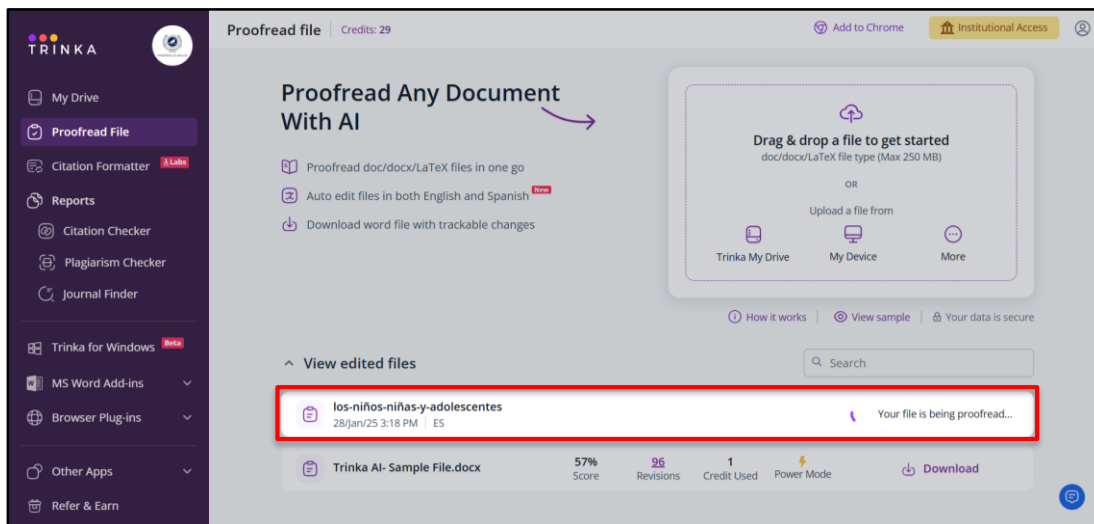 TRINKA
My Drive
Proofread File
Citation Formatter Labs
Reports
Citation Checker
Plagiarism Checker
Journal Finder
Trinka for Windows Beta
MS Word Add-ins
Browser Plug-ins
Other Apps
Refer & Earn
Proofread file
Credits: 29
Add to Chrome
Institutional Access
Proofread Any Document
With AI
Proofread doc/docx/LaTeX files in one go
Auto edit files in both English and Spanish New
Download word file with trackable changes
Drag & drop a file to get started
doc/docx/LaTeX file type (Max 250 MB)
OR
Upload a file from
Trinka My Drive
My Device
More
How it works
View sample
Your data is secure
View edited files
Search
los-niños-niñas-y-adolescentes
28/Jan/25 3:18 PM
ES
Your file is being proofread...
Trinka AI- Sample File.docx
57%
Score
96
Revisions
1
Credit Used
Power Mode
Download